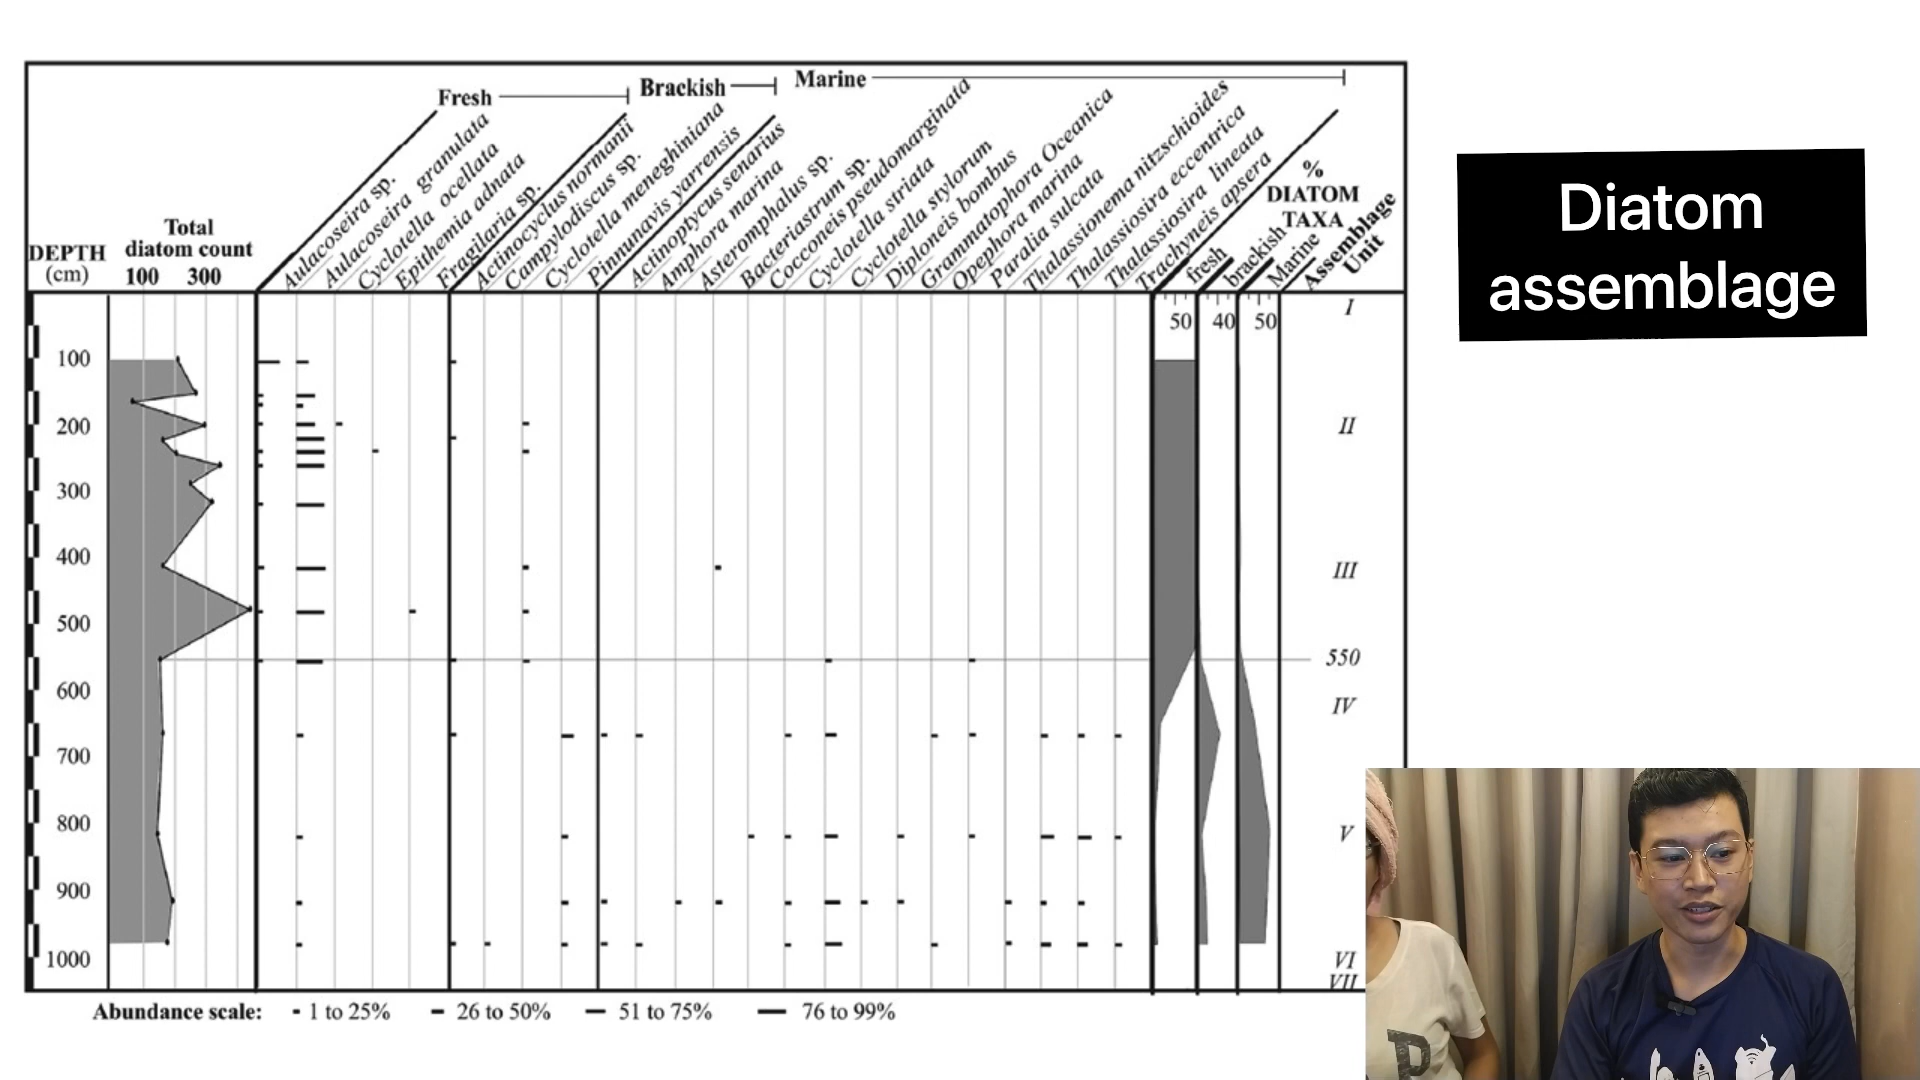 Fresh
Brackish
Marine
Aulacoseira sp.
Aulacoseira granulata
Cyclotella ocellata
Epithemia adnata
Fragilaria sp.
Actinocyclus normanii
Campylodiscus sp.
Cyclotella meneghiniana
Pinnunavis yarrensis
Actinoptycus senarius
Amphora marina
Asteromphalus sp.
Bacteriastrum sp.
Cocconeis pseudomarginata
Cyclotella striata
Cyclotella stylorum
Diploneis bombus
Grammatophora Oceanica
Opephora marina
Paralia sulcata
Thalassionema nitzschioides
Thalassiosira eccentrica
Thalassiosira lineata
Trachyneis apsera
%
DIATOM
TAXA
fresh
brackish
Marine
Assemblage
Unit
DEPTH
(cm)
Total
diatom count
100 300
50 40 50
I
100
200
II
300
400
III
500
550
600
IV
700
800
V
900
1000
VI
VII
Abundance scale: 1 to 25% 26 to 50% 51 to 75% 76 to 99%
Diatom
assemblage
P